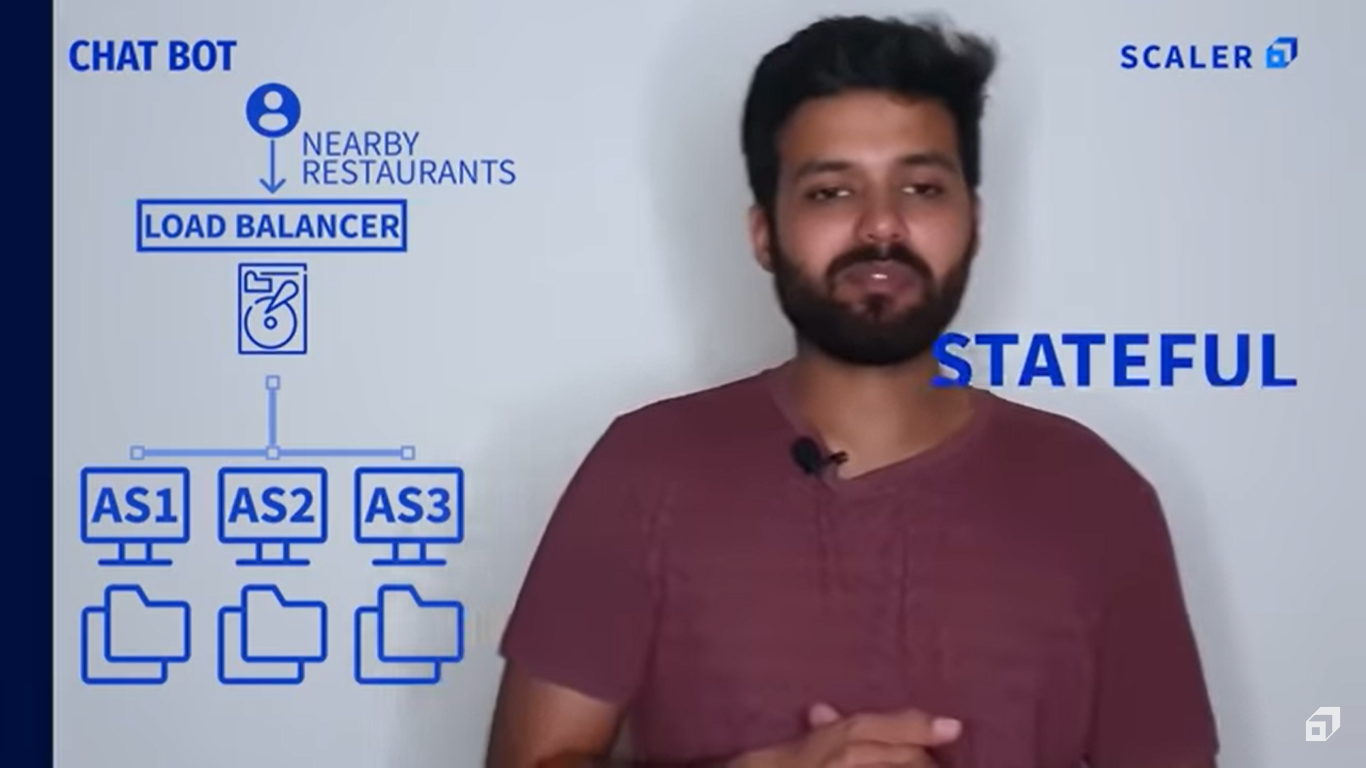 CHAT BOT
SCALER
NEARBY
RESTAURANTS
LOAD BALANCER
STATEFUL
AS1 AS2 AS3